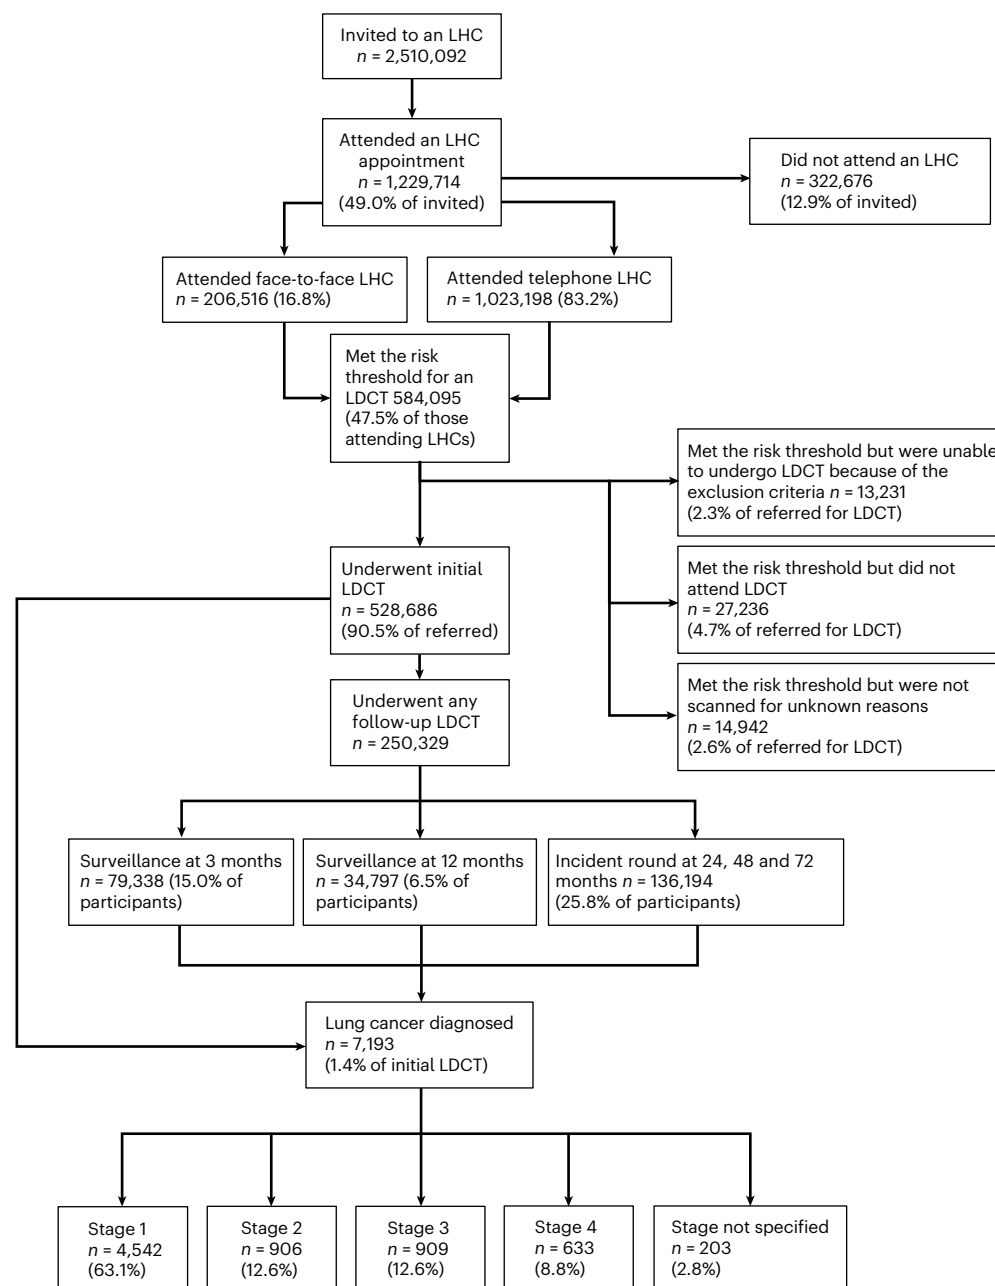 Invited to an LHC
n = 2,510,092
Attended an LHC
appointment
n = 1,229,714
(49.0% of invited)
Did not attend an LHC
n = 322,676
(12.9% of invited)
Attended face-to-face LHC
n = 206,516 (16.8%)
Attended telephone LHC
n = 1,023,198 (83.2%)
Met the risk
threshold for an
LDCT 584,095
(47.5% of those
attending LHCs)
Met the risk threshold but were unable
to undergo LDCT because of the
exclusion criteria n = 13,231
(2.3% of referred for LDCT)
Underwent initial
LDCT
n = 528,686
(90.5% of referred)
Met the risk threshold but did not
attend LDCT
n = 27,236
(4.7% of referred for LDCT)
Met the risk threshold but were not
scanned for unknown reasons
n = 14,942
(2.6% of referred for LDCT)
Underwent any
follow-up LDCT
n = 250,329
Surveillance at 3 months
n = 79,338 (15.0% of
participants)
Surveillance at 12 months
n = 34,797 (6.5% of
participants)
Incident round at 24, 48 and 72
months n = 136,194
(25.8% of participants)
Lung cancer diagnosed
n = 7,193
(1.4% of initial LDCT)
Stage 1
n = 4,542
(63.1%)
Stage 2
n = 906
(12.6%)
Stage 3
n = 909
(12.6%)
Stage 4
n = 633
(8.8%)
Stage not specified
n = 203
(2.8%)